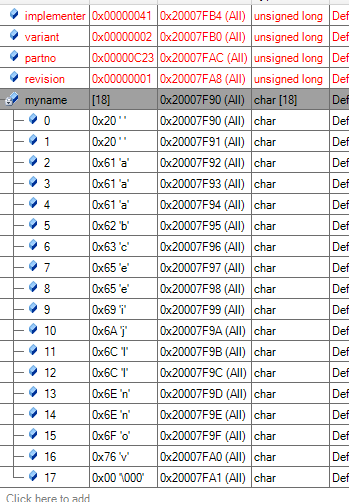 implementer 0x00000041 0x20007FB4 (All) unsigned long Def
variant 0x00000002 0x20007FB0 (All) unsigned long Def
partno 0x00000C23 0x20007FAC (All) unsigned long Def
revision 0x00000001 0x20007FA8 (All) unsigned long Def
myname [18] 0x20007F90 (All) char [18] Def
0 0x20 ' ' 0x20007F90 (All) char Def
1 0x20 ' ' 0x20007F91 (All) char Def
2 0x61 'a' 0x20007F92 (All) char Def
3 0x61 'a' 0x20007F93 (All) char Def
4 0x61 'a' 0x20007F94 (All) char Def
5 0x62 'b' 0x20007F95 (All) char Def
6 0x63 'c' 0x20007F96 (All) char Def
7 0x65 'e' 0x20007F97 (All) char Def
8 0x65 'e' 0x20007F98 (All) char Def
9 0x69 'i' 0x20007F99 (All) char Def
10 0x6A 'j' 0x20007F9A (All) char Def
11 0x6C 'l' 0x20007F9B (All) char Def
12 0x6C 'l' 0x20007F9C (All) char Def
13 0x6E 'n' 0x20007F9D (All) char Def
14 0x6E 'n' 0x20007F9E (All) char Def
15 0x6F 'o' 0x20007F9F (All) char Def
16 0x76 'v' 0x20007FA0 (All) char Def
17 0x00 '\000' 0x20007FA1 (All) char Def
Click here to add